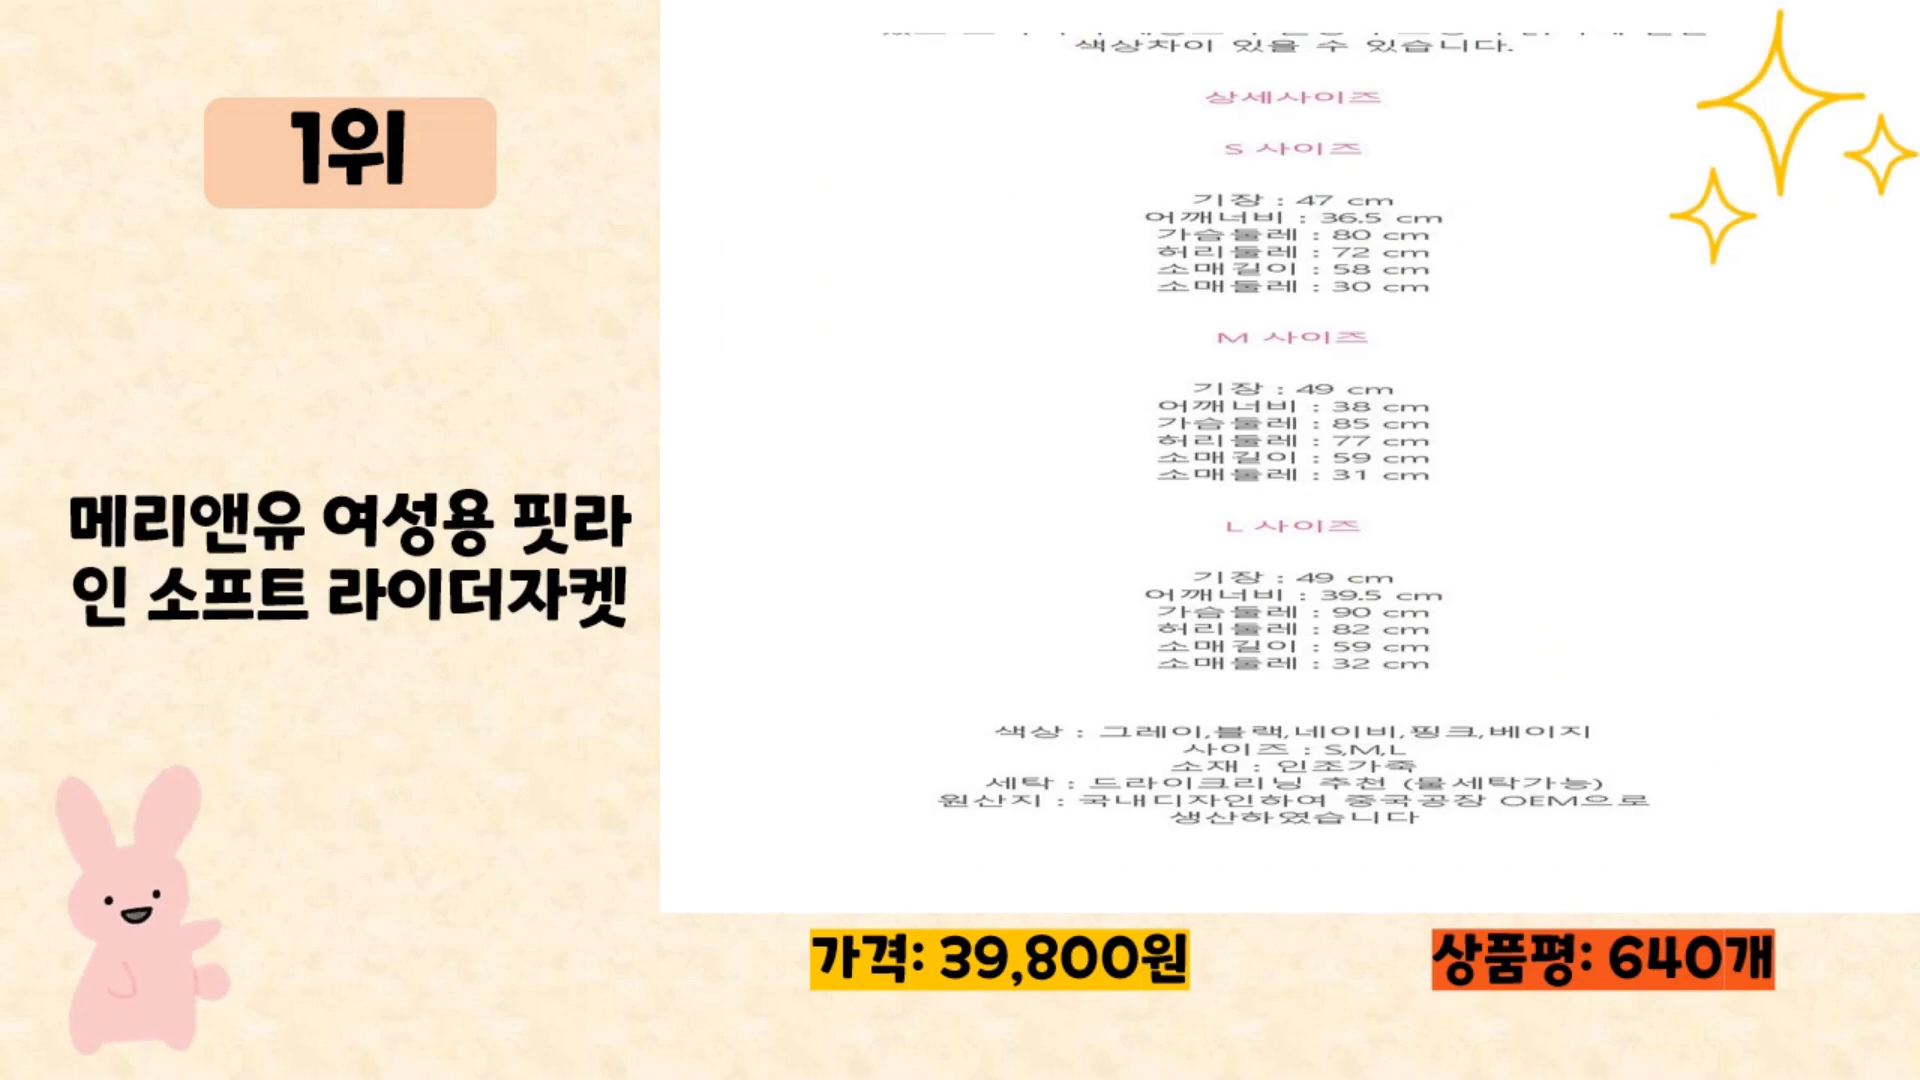 1위
메리앤유 여성용 핏라
인 소프트 라이더자켓
색상차이 있을 수 있습니다.
상세사이즈
S 사이즈
기장 : 47 cm
어깨너비 : 36.5 cm
가슴둘레 : 80 cm
허리둘레 : 72 cm
소매길이 : 58 cm
소매둘레 : 30 cm
M 사이즈
기장 : 49 cm
어깨너비 : 38 cm
가슴둘레 : 85 cm
허리둘레 : 77 cm
소매길이 : 59 cm
소매둘레 : 31 cm
L 사이즈
기장 : 49 cm
어깨너비 : 39.5 cm
가슴둘레 : 90 cm
허리둘레 : 82 cm
소매길이 : 59 cm
소매둘레 : 32 cm
색상 : 그레이,블랙,네이비,핑크,베이지
사이즈 : S,M,L
소재 : 인조가죽
세탁 : 드라이크리닝 추천 (물세탁가능)
원산지 : 국내디자인하여 중국공장 OEM으로
생산하였습니다
가격: 39,800원
상품평: 640개